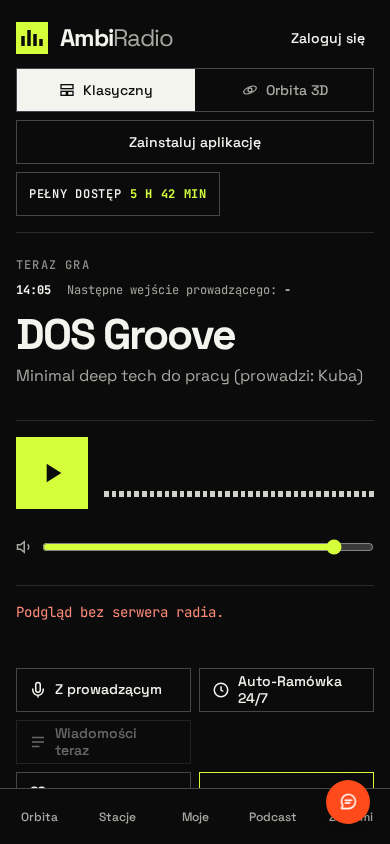 AmbiRadio
Zaloguj się
Klasyczny
Orbita 3D
Zainstaluj aplikację
PEŁNY DOSTĘP 5 H 42 MIN
TERAZ GRA
14:05 Następne wejście prowadzącego: -
DOS Groove
Minimal deep tech do pracy (prowadzi: Kuba)
Podgląd bez serwera radia.
Z prowadzącym
Auto-Ramówka
24/7
Wiadomości
teraz
Orbita
Stacje
Moje
Podcast